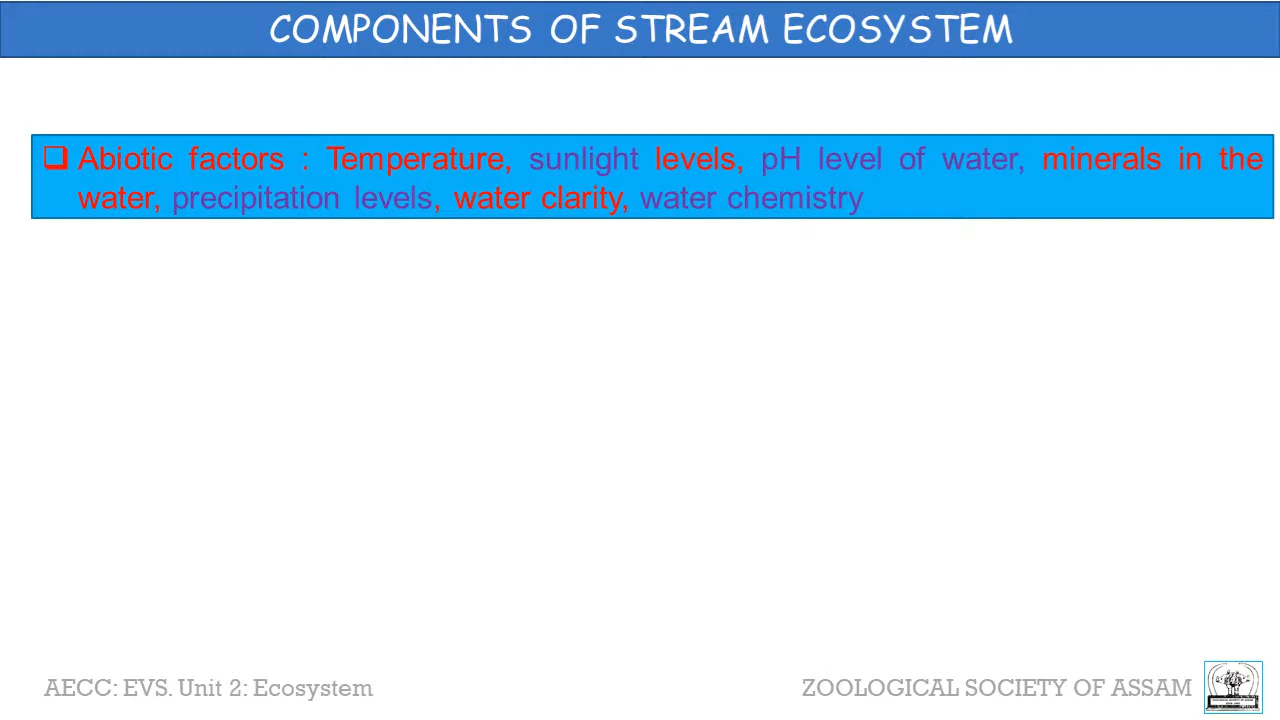 COMPONENTS OF STREAM ECOSYSTEM
❑ Abiotic factors : Temperature, sunlight levels, pH level of water, minerals in the
water, precipitation levels, water clarity, water chemistry
AECC: EVS. Unit 2: Ecosystem
ZOOLOGICAL SOCIETY OF ASSAM